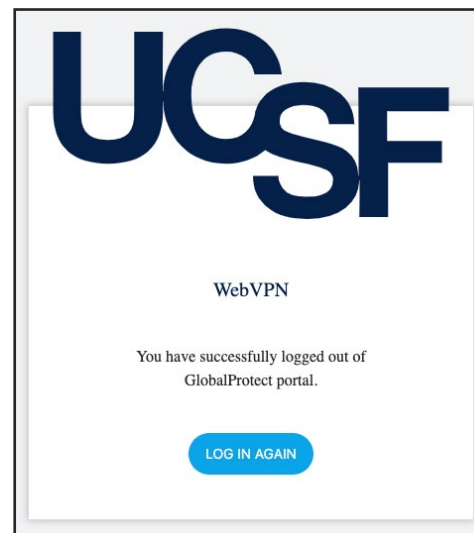 UCSF
WebVPN
You have successfully logged out of
GlobalProtect portal.
LOG IN AGAIN